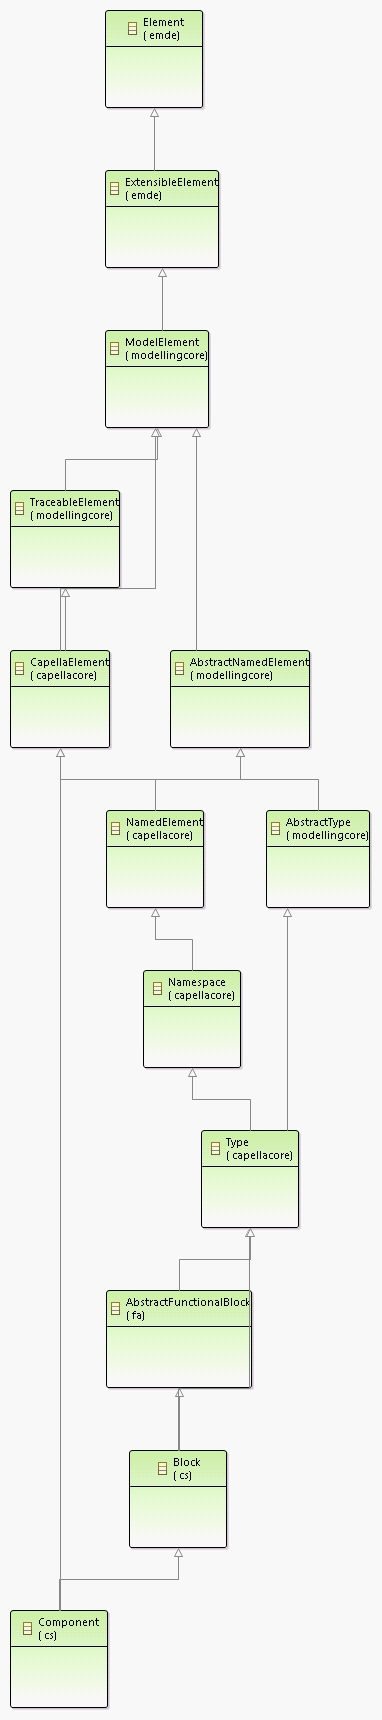 Element
( emde)
ExtensibleElement
( emde)
ModelElement
( modellingcore)
TraceableElement
( modellingcore)
CapellaElement
( capellacore)
AbstractNamedElement
( modellingcore)
NamedElement
( capellacore)
AbstractType
( modellingcore)
Namespace
( capellacore)
Type
( capellacore)
AbstractFunctionalBlock
( fa)
Block
( cs)
Component
( cs)